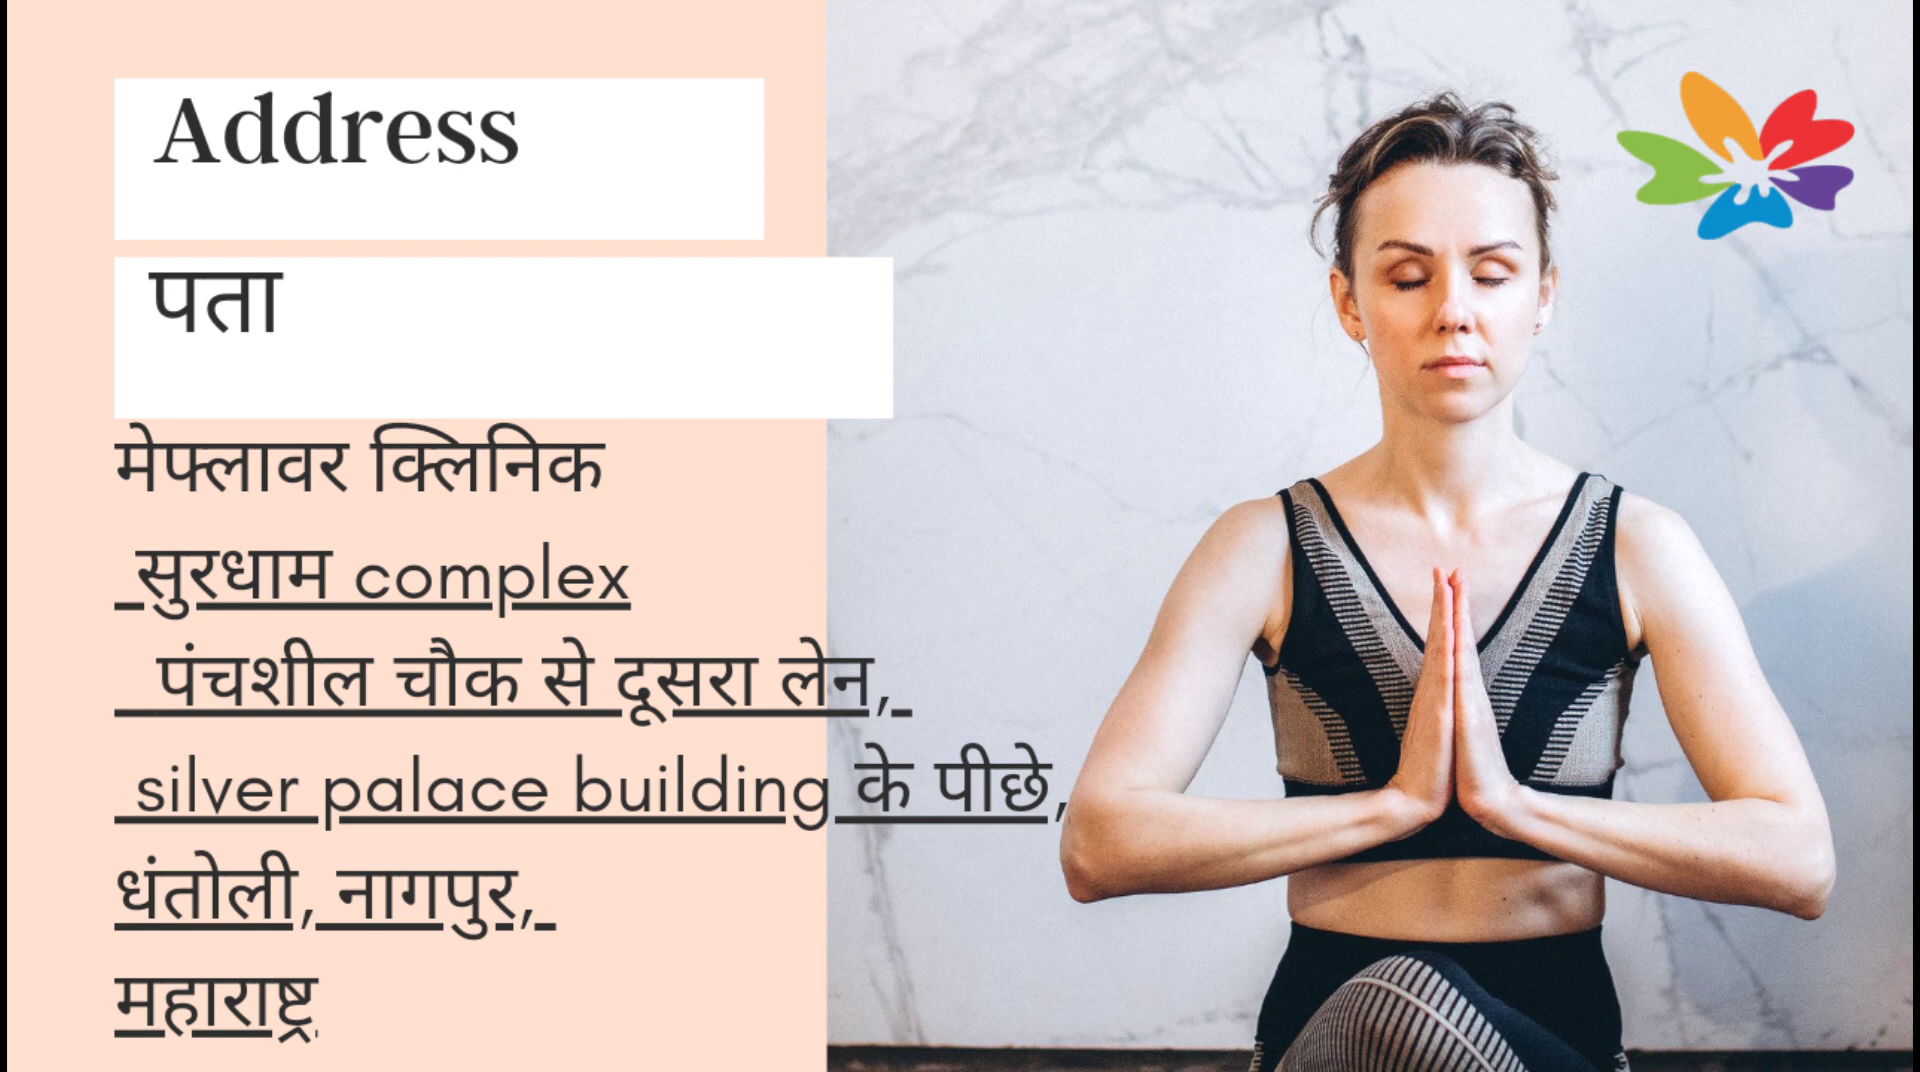 Address
पता
मेफ्लावर क्लिनिक
सुरधाम complex
पंचशील चौक से दूसरा लेन,
silver palace building के पीछे,
धंतोली, नागपुर,
महाराष्ट्र